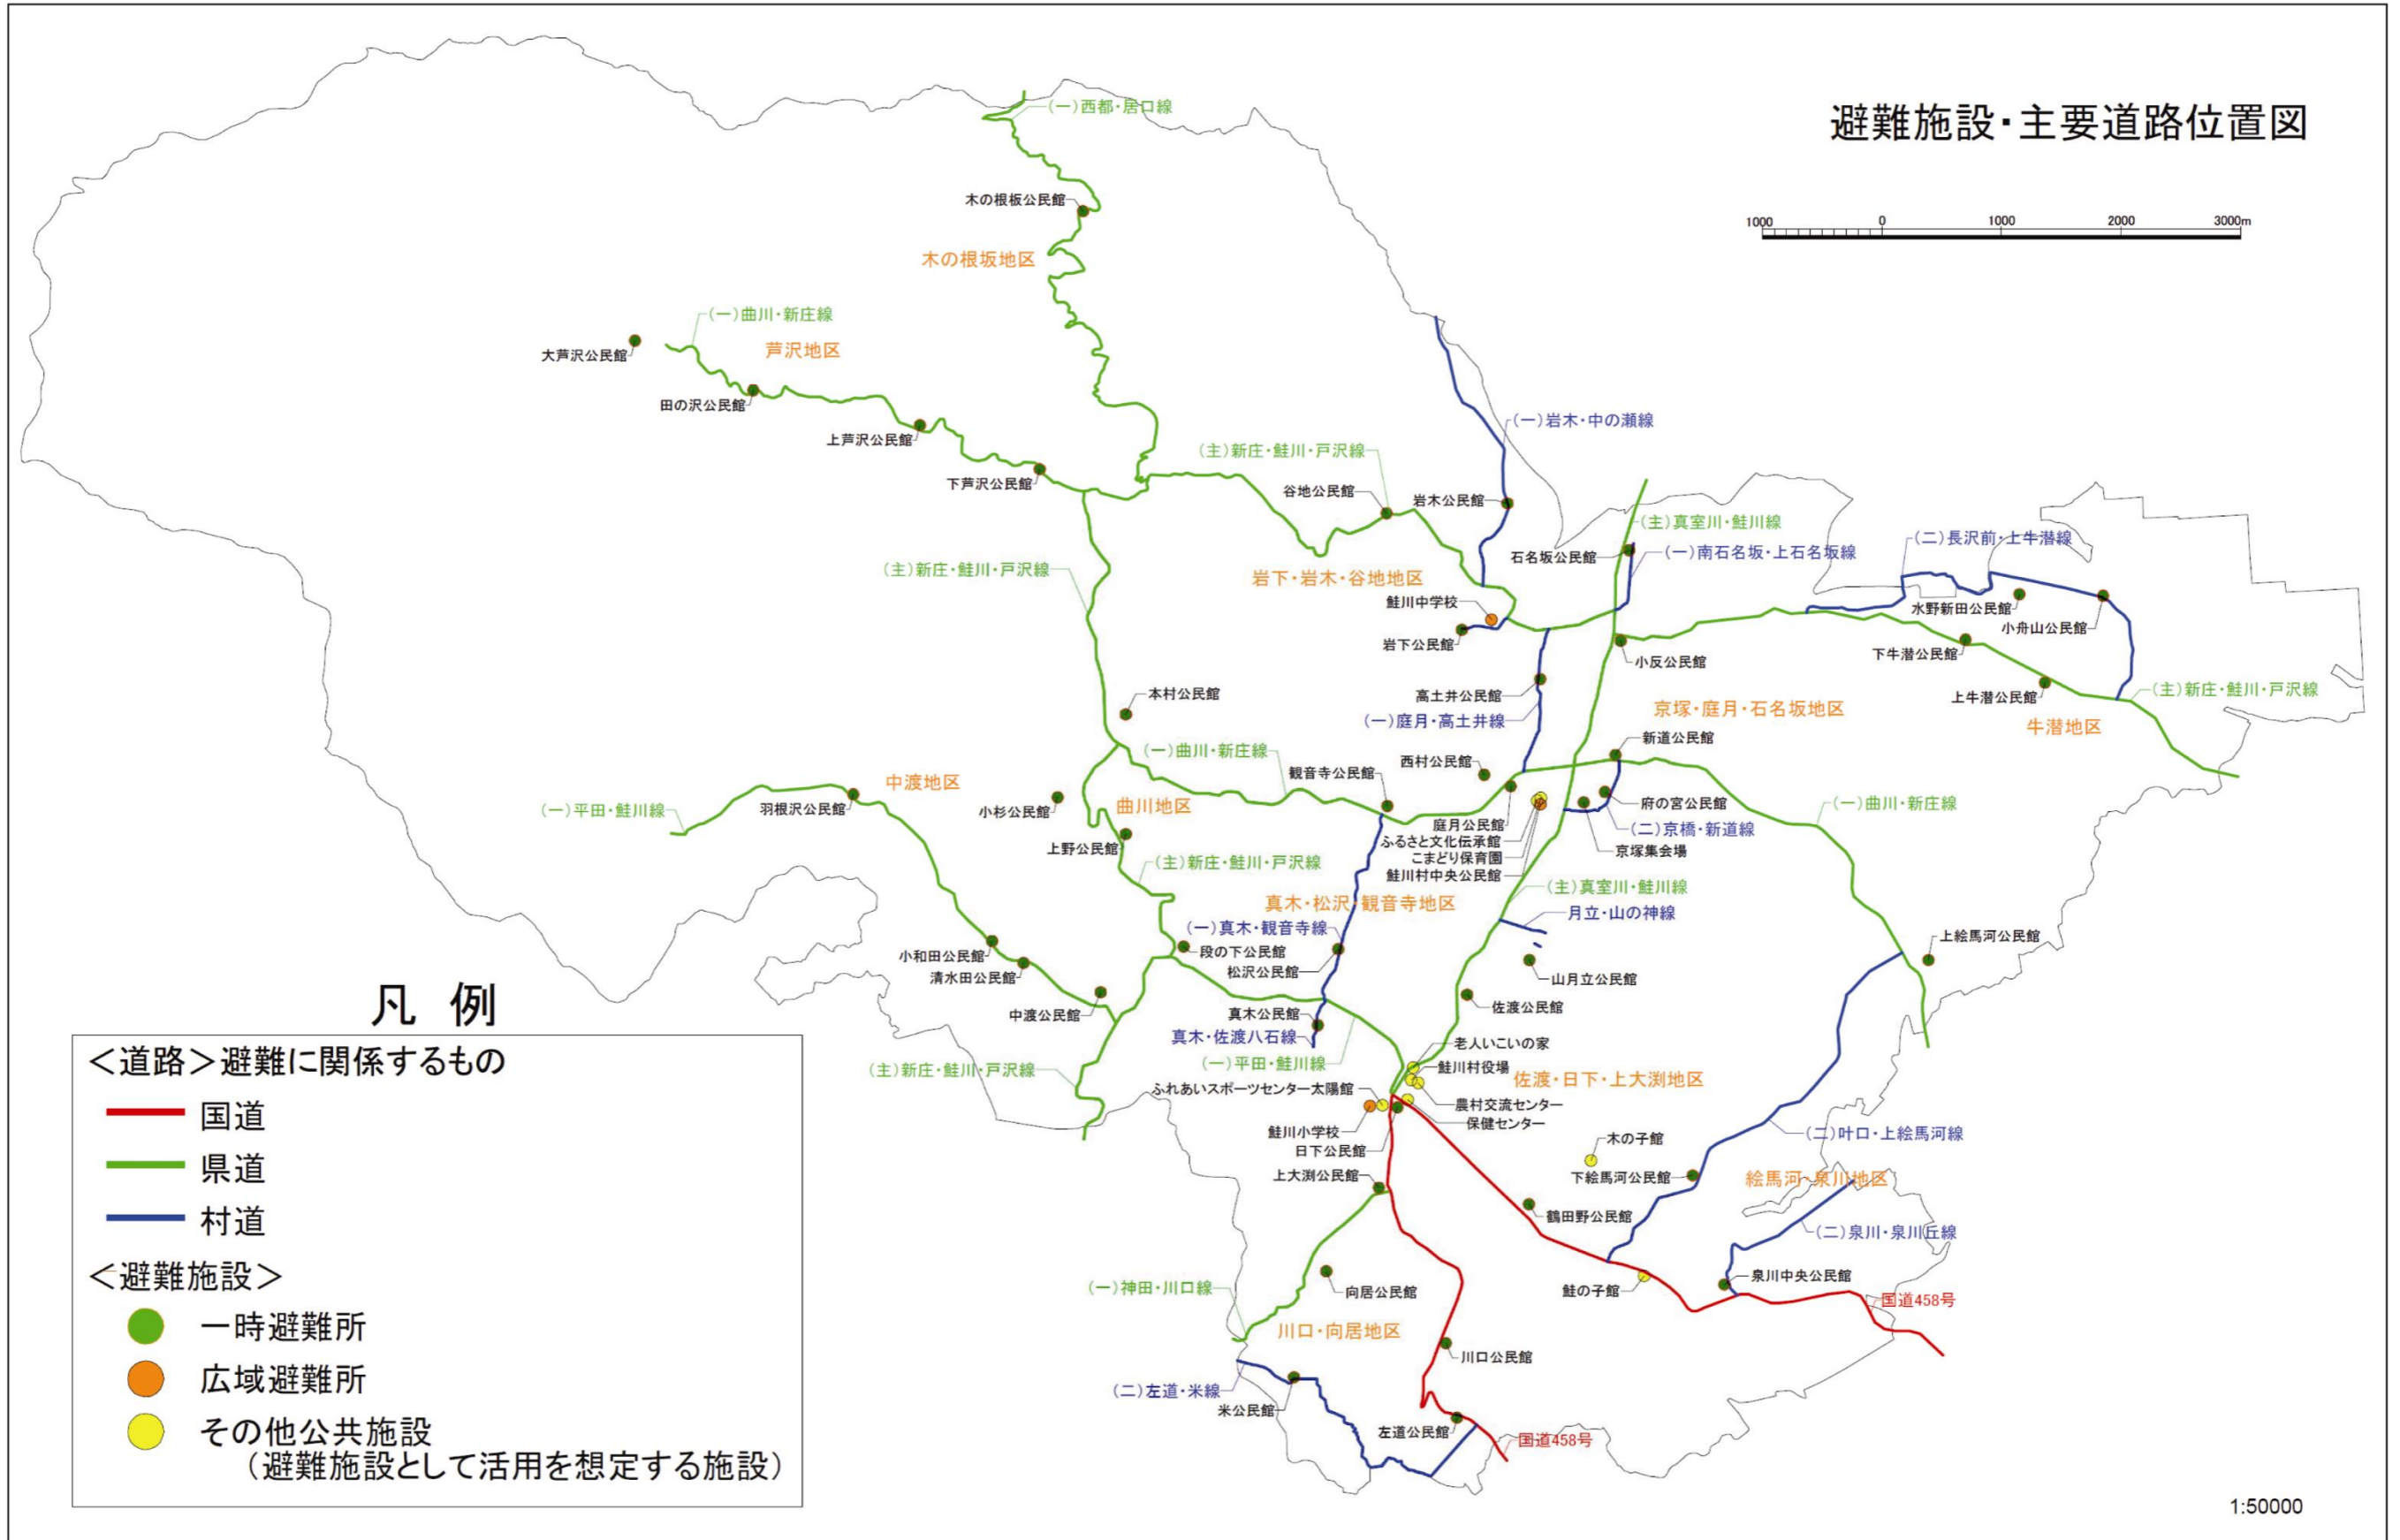 避難施設・主要道路位置図
1000 0 1000 2000 3000m
(一)西都・居口線
木の根板公民館
木の根坂地区
(一)曲川・新庄線
芦沢地区
大芦沢公民館
田の沢公民館
上芦沢公民館
下芦沢公民館
(一)岩木・中の瀬線
(主)新庄・鮭川・戸沢線
谷地公民館
岩木公民館
(主)真室川・鮭川線
石名坂公民館
(一)南石名坂・上石名坂線
(二)長沢前・上牛潜線
(主)新庄・鮭川・戸沢線
岩下・岩木・谷地地区
鮭川中学校
岩下公民館
水野新田公民館
小舟山公民館
下牛潜公民館
小反公民館
上牛潜公民館
(主)新庄・鮭川・戸沢線
牛潜地区
本村公民館
高土井公民館
(一)庭月・高土井線
京塚・庭月・石名坂地区
新道公民館
(一)曲川・新庄線
西村公民館
観音寺公民館
中渡地区
(一)平田・鮭川線
羽根沢公民館
小杉公民館
曲川地区
上野公民館
庭月公民館
ふるさと文化伝承館
こまどり保育園
鮭川村中央公民館
府の宮公民館
(二)京橋・新道線
京塚集会場
(一)曲川・新庄線
(主)新庄・鮭川・戸沢線
(主)真室川・鮭川線
真木・松沢・観音寺地区
月立・山の神線
(一)真木・観音寺線
段の下公民館
松沢公民館
上絵馬河公民館
小和田公民館
清水田公民館
山月立公民館
中渡公民館
佐渡公民館
真木公民館
真木・佐渡八石線
(一)平田・鮭川線
(主)新庄・鮭川・戸沢線
老人いこいの家
鮭川村役場
佐渡・日下・上大渕地区
ふれあいスポーツセンター太陽館
農村交流センター
保健センター
鮭川小学校
日下公民館
木の子館
(二)叶口・上絵馬河線
上大渕公民館
下絵馬河公民館
絵馬河・泉川地区
鶴田野公民館
(二)泉川・泉川丘線
向居公民館
(一)神田・川口線
鮭の子館
泉川中央公民館
国道458号
川口・向居地区
川口公民館
(二)左道・米線
米公民館
左道公民館
国道458号
凡 例
＜道路＞避難に関係するもの
国道
県道
村道
＜避難施設＞
一時避難所
広域避難所
その他公共施設
（避難施設として活用を想定する施設）
1:50000